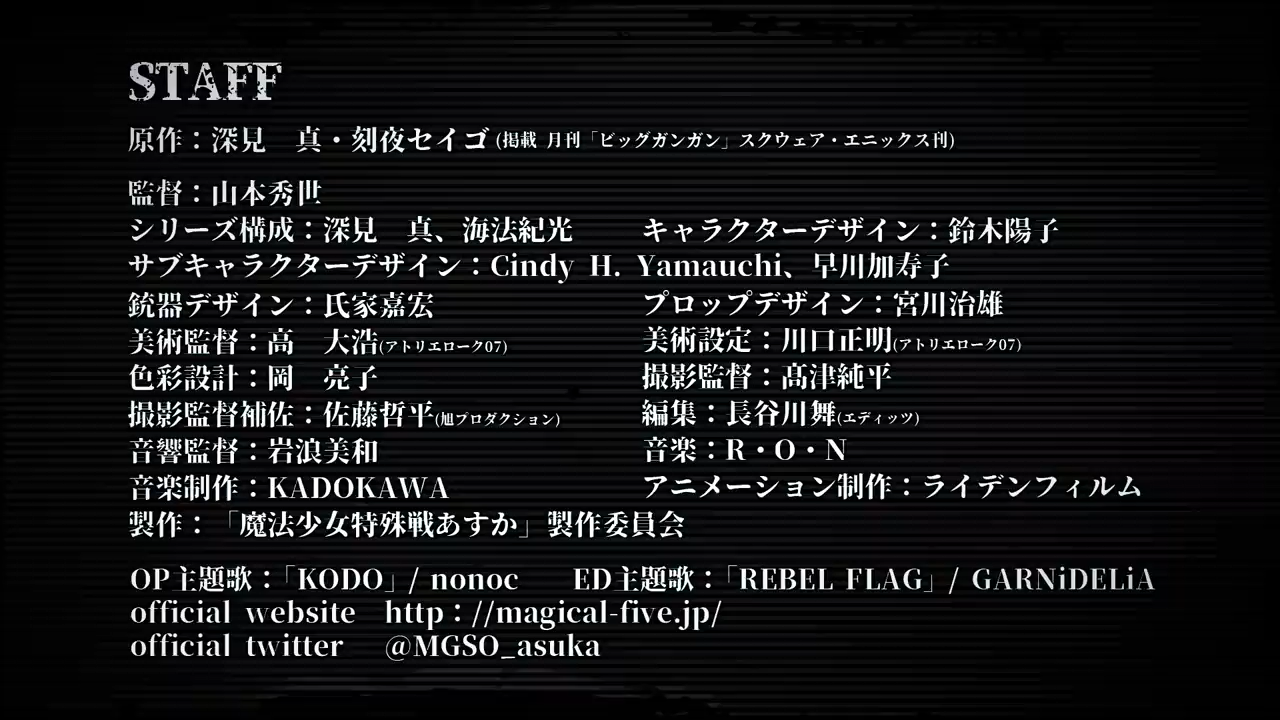 STAFF
原作：深見　真・刻夜セイゴ (掲載 月刊「ビッグガンガン」スクウェア・エニックス刊)
監督：山本秀世
シリーズ構成：深見　真、海法紀光　　キャラクターデザイン：鈴木陽子
サブキャラクターデザイン：Cindy H. Yamauchi、早川加寿子
銃器デザイン：氏家嘉宏　　プロップデザイン：宮川治雄
美術監督：高　大浩(アトリエローク07)　　美術設定：川口正明(アトリエローク07)
色彩設計：岡　亮子　　撮影監督：髙津純平
撮影監督補佐：佐藤哲平(旭プロダクション)　　編集：長谷川舞(エディッツ)
音響監督：岩浪美和　　音楽：R・O・N
音楽制作：KADOKAWA　　アニメーション制作：ライデンフィルム
製作：「魔法少女特殊戦あすか」製作委員会
OP主題歌：「KODO」/ nonoc　　ED主題歌：「REBEL FLAG」/ GARNiDELiA
official website　http：//magical-five.jp/
official twitter　@MGSO_asuka